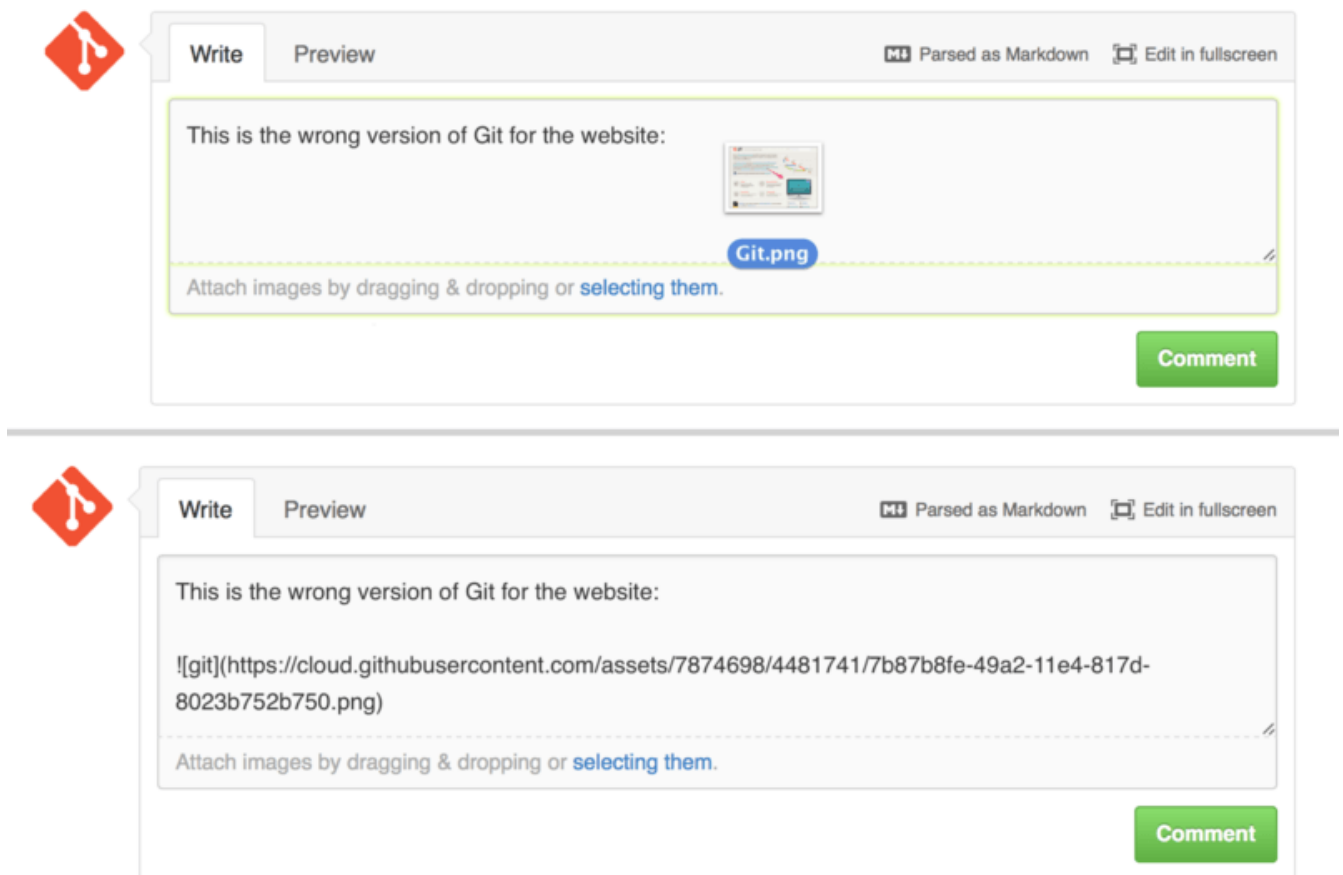 Write Preview Parsed as Markdown Edit in fullscreen
This is the wrong version of Git for the website:
Git.png
Attach images by dragging & dropping or selecting them.
Comment
Write Preview Parsed as Markdown Edit in fullscreen
This is the wrong version of Git for the website:
![git](https://cloud.githubusercontent.com/assets/7874698/4481741/7b87b8fe-49a2-11e4-817d-
8023b752b750.png)
Attach images by dragging & dropping or selecting them.
Comment